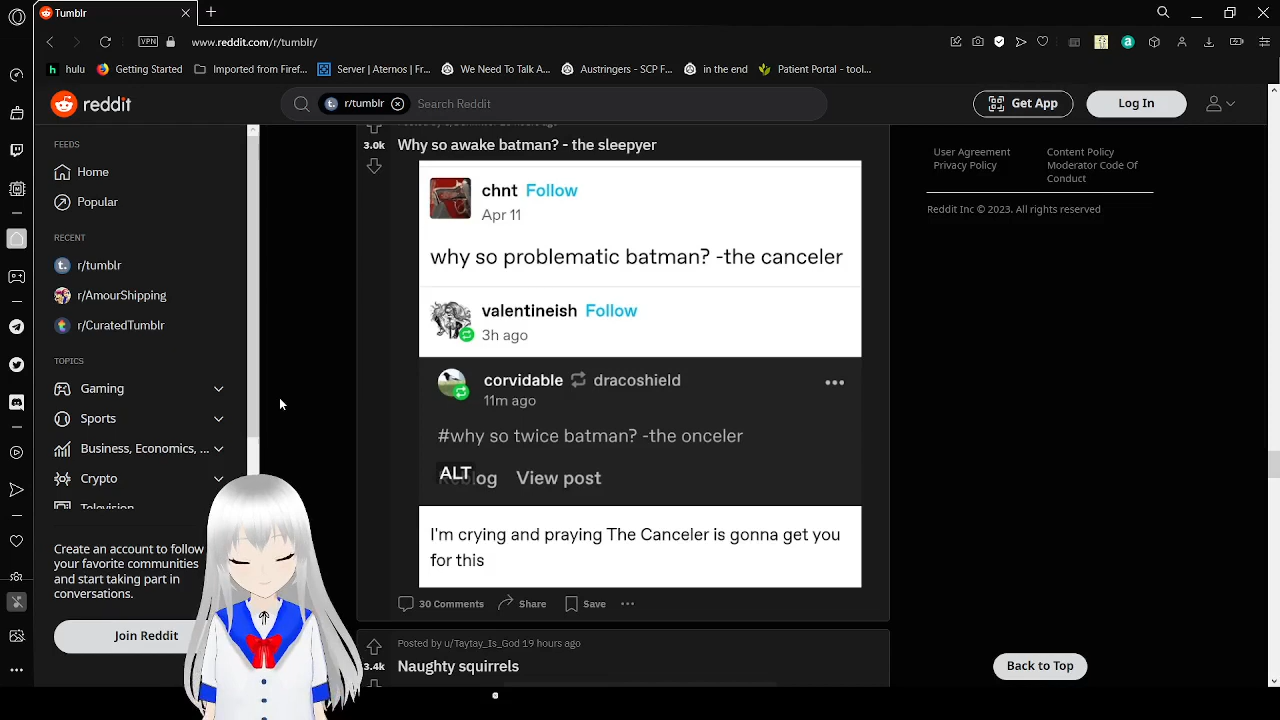 Tumblr
VPN
www.reddit.com/r/tumblr/
hulu
Getting Started
Imported from Firef...
Server | Aternos | Fr...
We Need To Talk A...
Austringers - SCP F...
in the end
Patient Portal - tool...
reddit
r/tumblr
Search Reddit
Get App
Log In
FEEDS
Home
Popular
RECENT
r/tumblr
r/AmourShipping
r/CuratedTumblr
TOPICS
Gaming
Sports
Business, Economics, ...
Crypto
Television
Create an account to follow
your favorite communities
and start taking part in
conversations.
Join Reddit
3.0k
Why so awake batman? - the sleepyer
chnt Follow
Apr 11
why so problematic batman? -the canceler
valentineish Follow
3h ago
corvidable dracoshield
11m ago
#why so twice batman? -the onceler
ALT
Reblog View post
I'm crying and praying The Canceler is gonna get you
for this
30 Comments Share Save
Posted by u/Taytay_Is_God 19 hours ago
3.4k
Naughty squirrels
User Agreement
Privacy Policy
Content Policy
Moderator Code Of
Conduct
Reddit Inc © 2023. All rights reserved
Back to Top